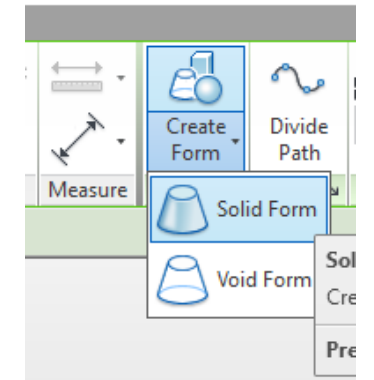 Create
Form
Divide
Path
Measure
Solid Form
Void Form
Sol
Cre
Pre